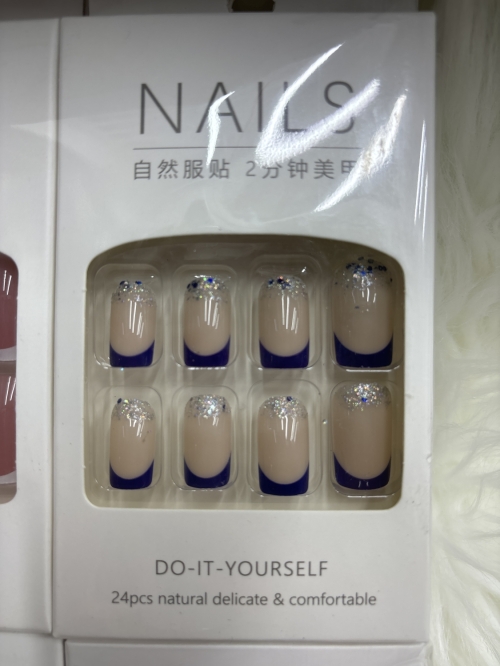 NAILS
自然服贴 2分钟美甲
DO-IT-YOURSELF
24pcs natural delicate & comfortable